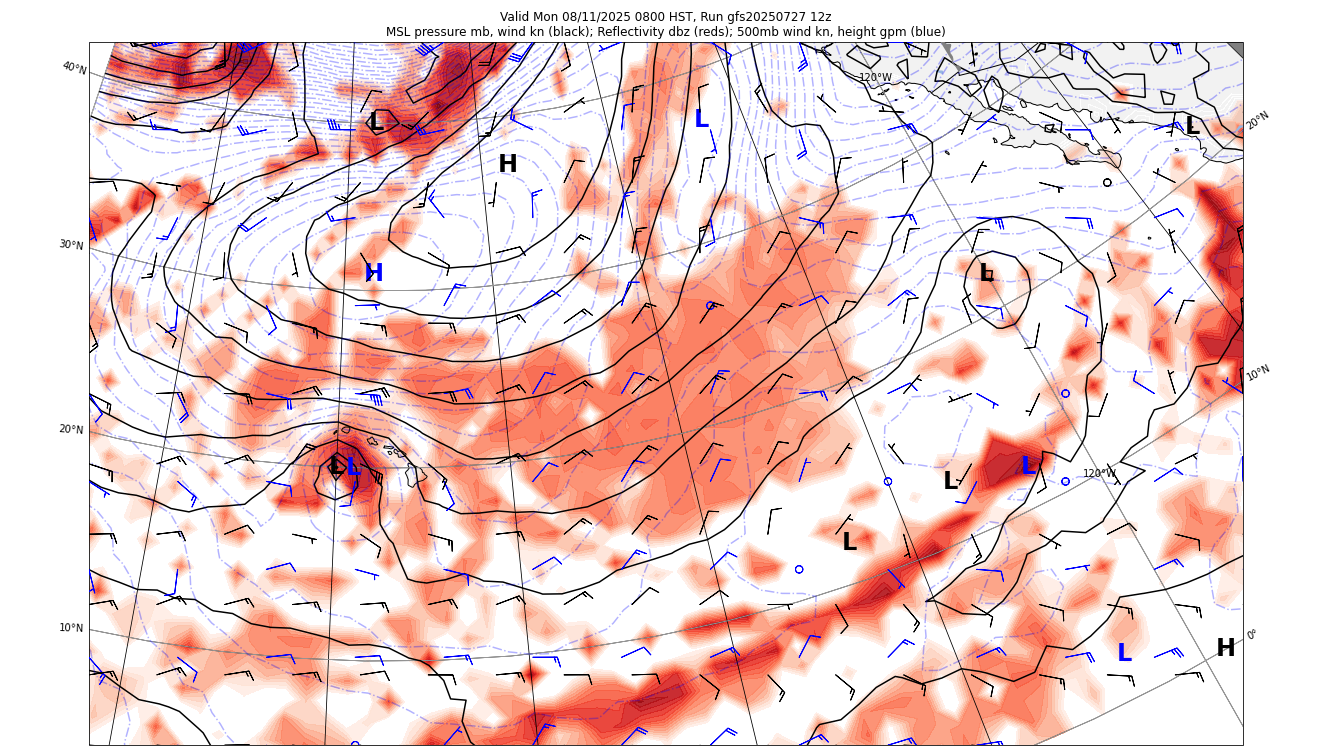 Valid Mon 08/11/2025 0800 HST, Run gfs20250727 12z
MSL pressure mb, wind kn (black); Reflectivity dbz (reds); 500mb wind kn, height gpm (blue)
40°N
120°W
L
L
L
20°N
H
30°N
H
L
10°N
20°N
L
L
L
120°W
L
L
10°N
0°
H
L